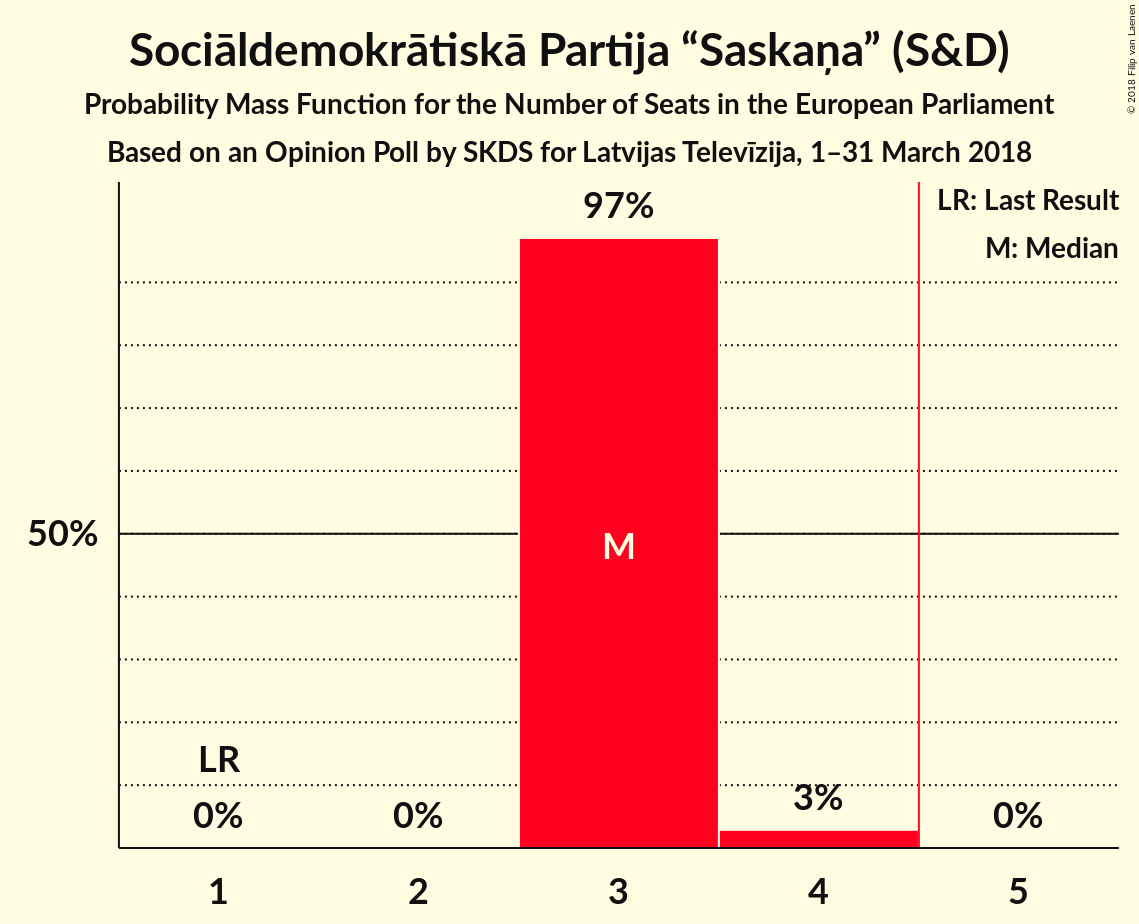 Sociāldemokrātiskā Partija “Saskaņa” (S&D)
Probability Mass Function for the Number of Seats in the European Parliament
Based on an Opinion Poll by SKDS for Latvijas Televīzija, 1–31 March 2018
© 2018 Filip van Laenen
LR: Last Result
M: Median
97%
50%
M
LR
0%
0%
3%
0%
1
2
3
4
5